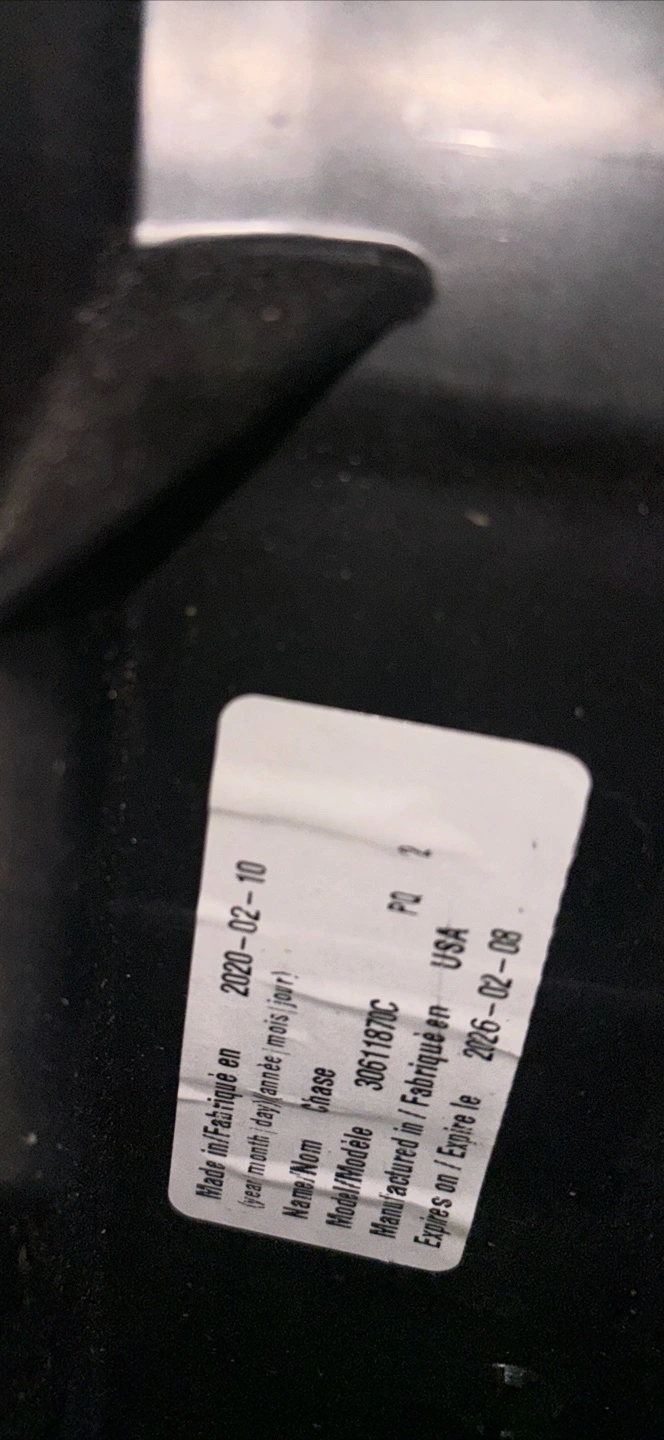 Made in/Fabriqué en 2020-02-10
(year|month|day)(année|mois|jour)
Name/Nom Chase
Model/Modèle 30611870C PQ 2
Manufactured in / Fabriqué en USA
Expires on / Expire le 2026-02-08